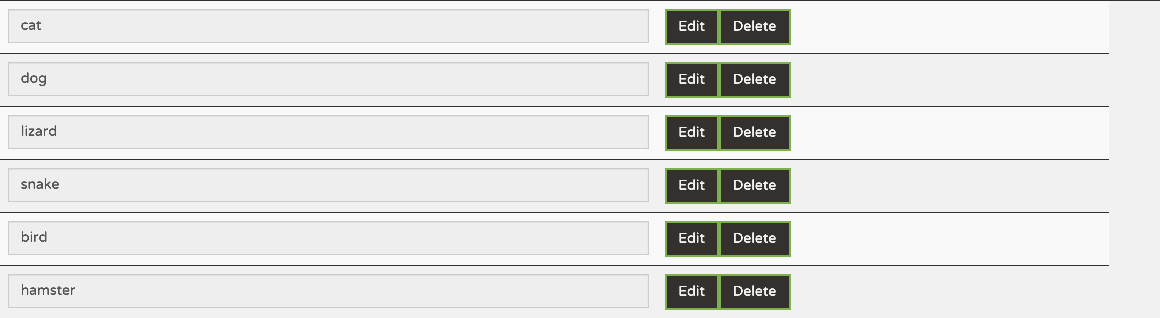 cat Edit Delete
dog Edit Delete
lizard Edit Delete
snake Edit Delete
bird Edit Delete
hamster Edit Delete